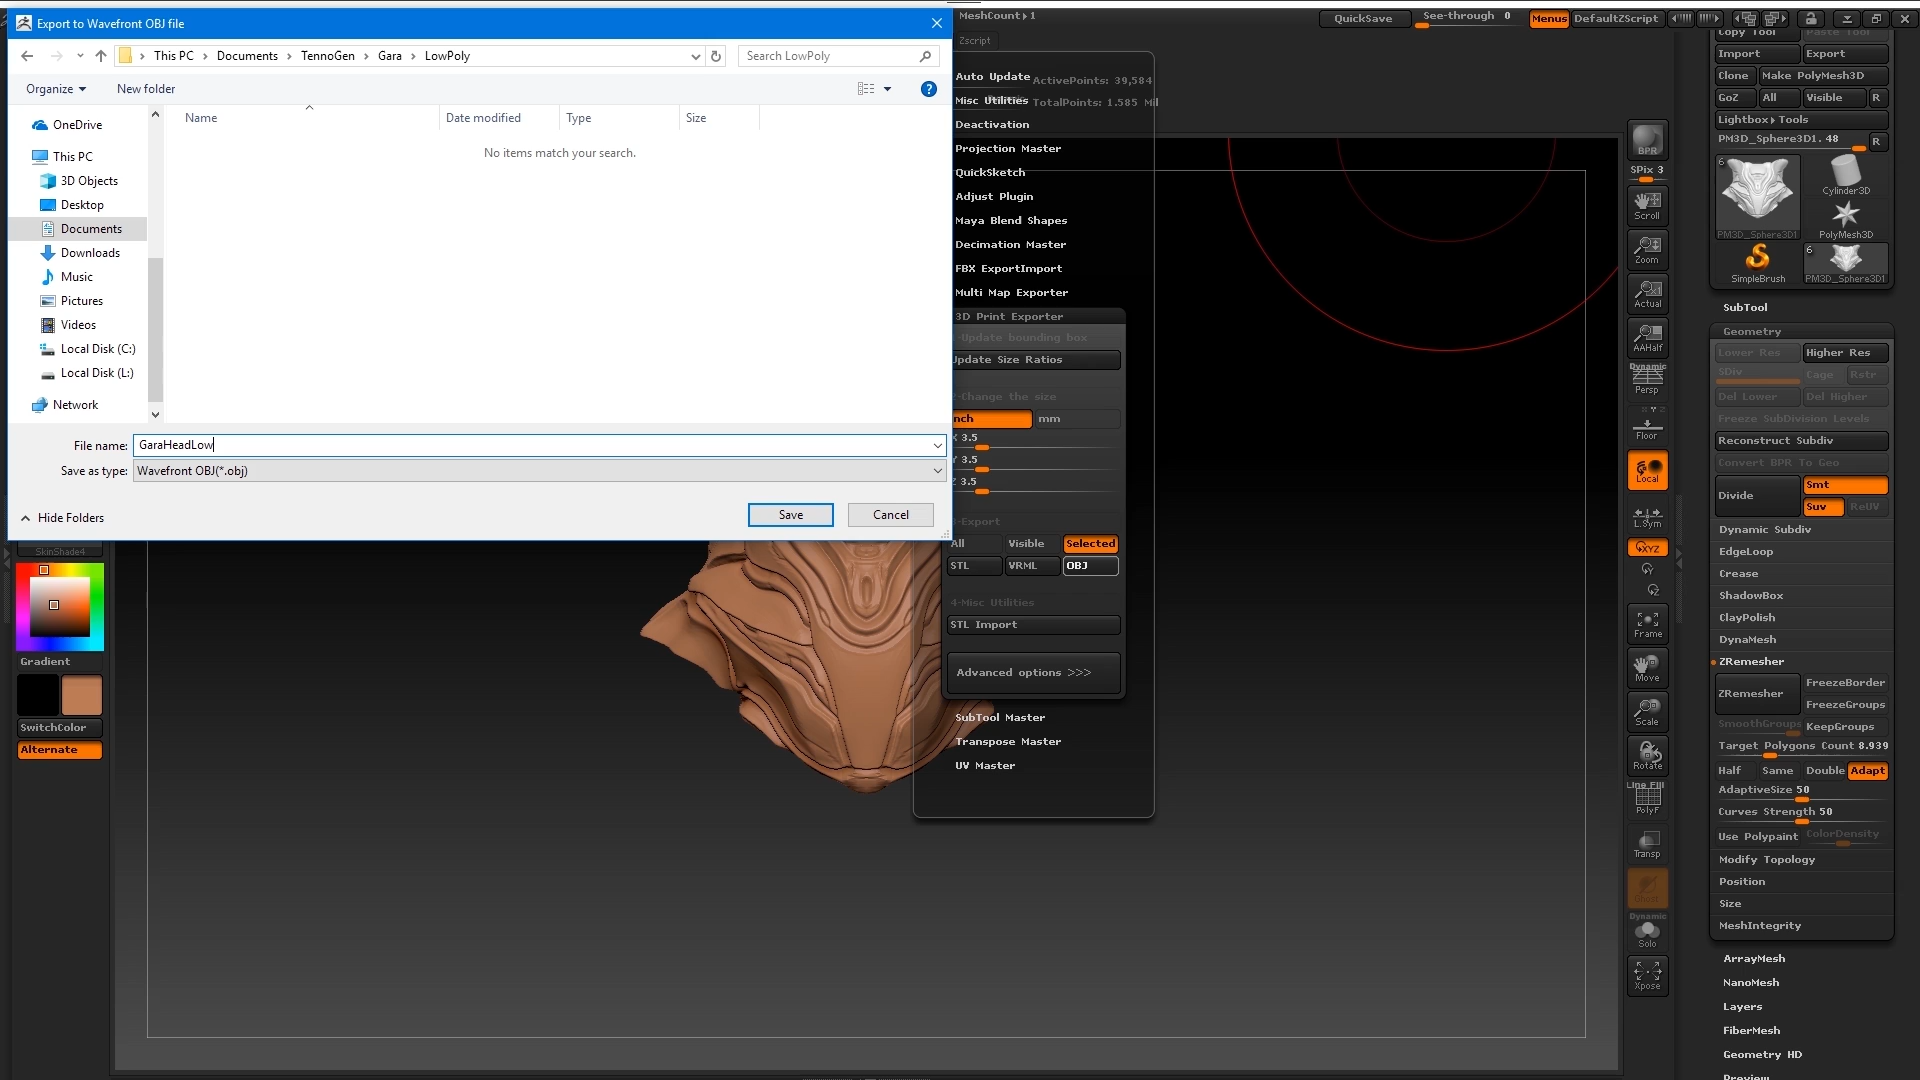 Export to Wavefront OBJ file
This PC
Documents
TennoGen
Gara
LowPoly
Search LowPoly
Organize
New folder
Name
Date modified
Type
Size
No items match your search.
OneDrive
This PC
3D Objects
Desktop
Documents
Downloads
Music
Pictures
Videos
Local Disk (C:)
Local Disk (L:)
Network
File name:
GaraHeadLow
Save as type:
Wavefront OBJ(*.obj)
Hide Folders
Save
Cancel
SkinShade4
Gradient
SwitchColor
Alternate
MeshCount 1
Zscript
Auto Update
ActivePoints: 39,584
Misc Utilities
TotalPoints: 1.585 Mil
Deactivation
Projection Master
QuickSketch
Adjust Plugin
Maya Blend Shapes
Decimation Master
FBX ExportImport
Multi Map Exporter
3D Print Exporter
-Update bounding box
Update Size Ratios
-Change the size
nch
mm
X 3.5
Y 3.5
Z 3.5
-Export
All
Visible
Selected
STL
VRML
OBJ
4-Misc Utilities
STL Import
Advanced options >>>
SubTool Master
Transpose Master
UV Master
QuickSave
See-through 0
Menus
DefaultZScript
BPR
SPix 3
Scroll
Zoom
Actual
AAHalf
Dynamic
Persp
Floor
Local
L.Sym
XYZ
Frame
Move
Scale
Rotate
Line Fill
PolyF
Transp
Ghost
Dynamic
Solo
Xpose
Copy Tool
Paste Tool
Import
Export
Clone
Make PolyMesh3D
GoZ
All
Visible
R
Lightbox Tools
PM3D_Sphere3D1. 48
R
6
PM3D_Sphere3D1
Cylinder3D
PolyMesh3D
SimpleBrush
6
PM3D_Sphere3D1
SubTool
Geometry
Lower Res
Higher Res
SDiv
Cage
Rstr
Del Lower
Del Higher
Freeze SubDivision Levels
Reconstruct Subdiv
Convert BPR To Geo
Divide
Smt
Suv
ReUV
Dynamic Subdiv
EdgeLoop
Crease
ShadowBox
ClayPolish
DynaMesh
ZRemesher
ZRemesher
FreezeBorder
FreezeGroups
SmoothGroups
KeepGroups
Target Polygons Count 8.939
Half
Same
Double
Adapt
AdaptiveSize 50
Curves Strength 50
Use Polypaint
ColorDensity
Modify Topology
Position
Size
MeshIntegrity
ArrayMesh
NanoMesh
Layers
FiberMesh
Geometry HD
Preview